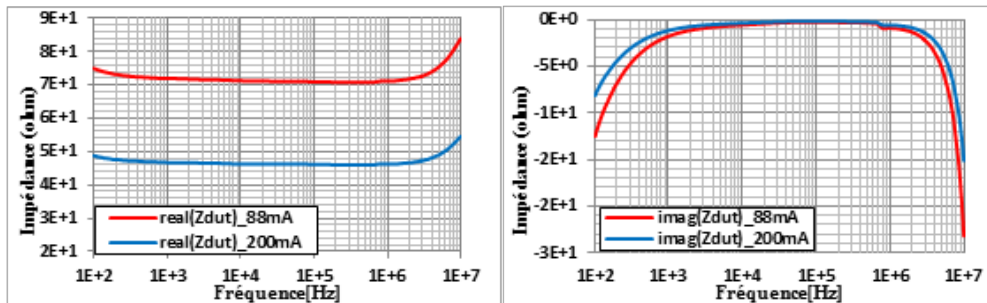 9E+1
8E+1
7E+1
6E+1
5E+1
4E+1
3E+1
2E+1
Impédance (ohm)
real(Zdut)_88mA
real(Zdut)_200mA
1E+2 1E+3 1E+4 1E+5 1E+6 1E+7
Fréquence[Hz]
0E+0
-5E+0
-1E+1
-2E+1
-2E+1
-3E+1
Impédance (ohm)
imag(Zdut)_88mA
imag(Zdut)_200mA
1E+2 1E+3 1E+4 1E+5 1E+6 1E+7
Fréquence[Hz]